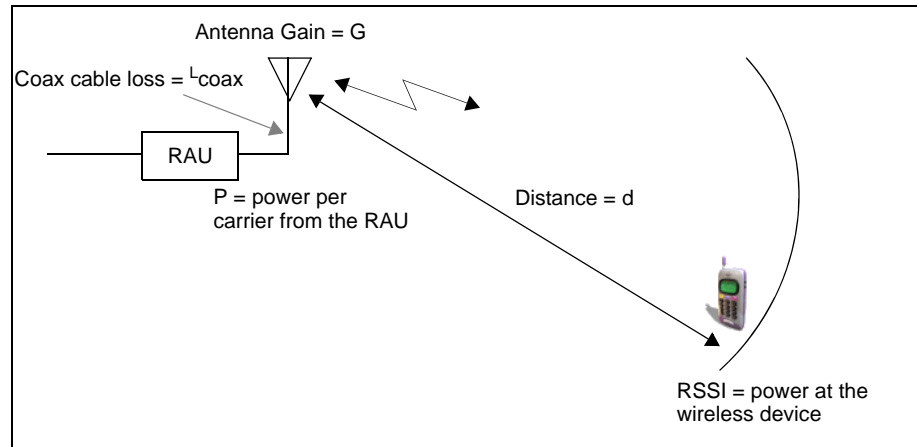 Antenna Gain = G
Coax cable loss = Lcoax
RAU
P = power per
carrier from the RAU
Distance = d
RSSI = power at the
wireless device